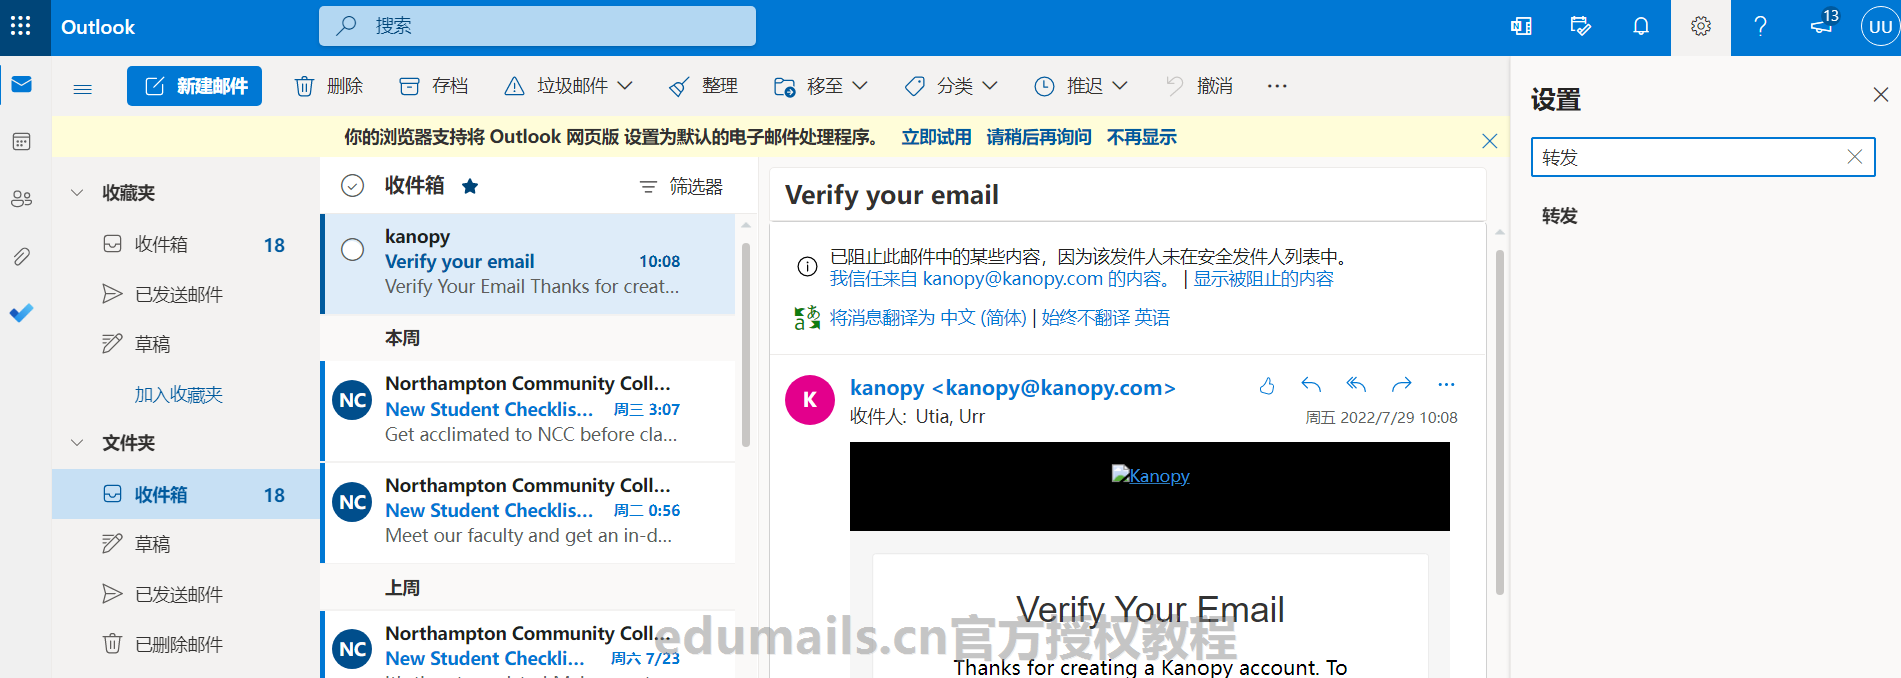 Outlook
搜索
13
UU
新建邮件
删除
存档
垃圾邮件
整理
移至
分类
推迟
撤消
你的浏览器支持将 Outlook 网页版 设置为默认的电子邮件处理程序。 立即试用 请稍后再询问 不再显示
收藏夹
收件箱 18
已发送邮件
草稿
加入收藏夹
文件夹
收件箱 18
草稿
已发送邮件
已删除邮件
收件箱
筛选器
kanopy
Verify your email 10:08
Verify Your Email Thanks for creat...
本周
NC
Northampton Community Coll...
New Student Checklis... 周三 3:07
Get acclimated to NCC before cla...
NC
Northampton Community Coll...
New Student Checklis... 周二 0:56
Meet our faculty and get an in-d...
上周
NC
Northampton Community Coll...
New Student Checkli... 周六 7/23
Verify your email
已阻止此邮件中的某些内容，因为该发件人未在安全发件人列表中。
我信任来自 kanopy@kanopy.com 的内容。 | 显示被阻止的内容
将消息翻译为 中文 (简体) | 始终不翻译 英语
K
kanopy <kanopy@kanopy.com>
收件人: Utia, Urr
周五 2022/7/29 10:08
Kanopy
Verify Your Email
Thanks for creating a Kanopy account. To
edumails.cn官方授权教程
设置
转发
转发